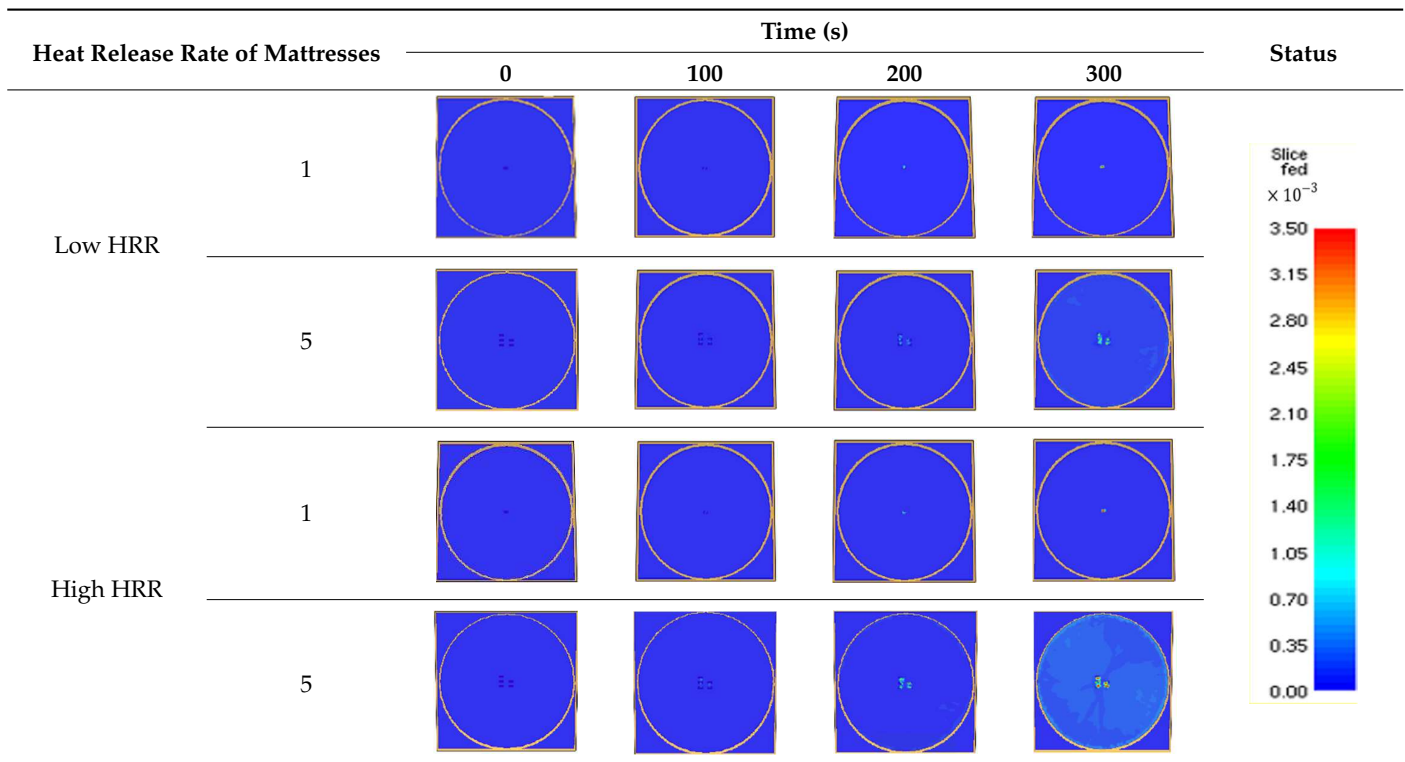 Heat Release Rate of Mattresses
Time (s)
Status
0 100 200 300
Low HRR
1
5
High HRR
1
5
Slice
fed
× 10⁻³
3.50
3.15
2.80
2.45
2.10
1.75
1.40
1.05
0.70
0.35
0.00